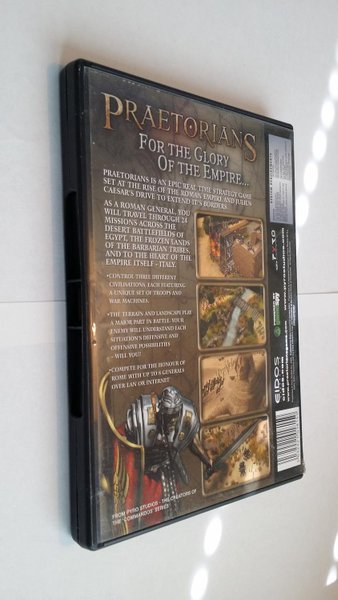 PRAETORIANS
FOR THE GLORY
OF THE EMPIRE...
PRAETORIANS IS AN EPIC REAL TIME STRATEGY GAME
SET AT THE RISE OF THE ROMAN EMPIRE AND JULIEN
CAESAR'S DRIVE TO EXTEND IT'S BORDERS
AS A ROMAN GENERAL, YOU
WILL TRAVEL THROUGH 24
MISSIONS ACROSS THE
DESERT BATTLEFIELDS OF
EGYPT, THE FROZEN LANDS
OF THE BARBARIAN TRIBES,
AND TO THE HEART OF THE
EMPIRE ITSELF - ITALY.
•CONTROL THREE DIFFERENT
CIVILISATIONS, EACH FEATURING
A UNIQUE SET OF TROOPS AND
WAR MACHINES.
•THE TERRAIN AND LANDSCAPE PLAY
A MAJOR PART IN BATTLE. YOUR
ENEMY WILL UNDERSTAND EACH
SITUATION'S DEFENSIVE AND
OFFENSIVE POSSIBILITIES
- WILL YOU?
•COMPETE FOR THE HONOUR OF
ROME WITH UP TO 8 GENERALS
OVER LAN OR INTERNET
FROM PYRO STUDIOS - THE CREATORS OF
THE 'COMMANDOS' SERIES
PYRO
EIDOS